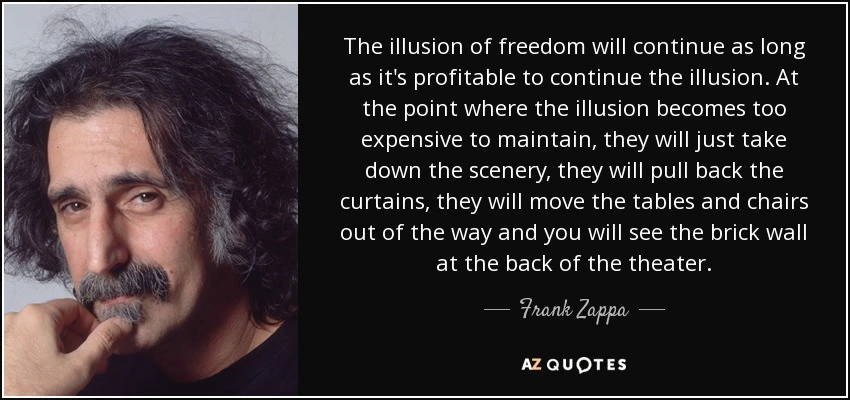 The illusion of freedom will continue as long
as it's profitable to continue the illusion. At
the point where the illusion becomes too
expensive to maintain, they will just take
down the scenery, they will pull back the
curtains, they will move the tables and chairs
out of the way and you will see the brick wall
at the back of the theater.
Frank Zappa
AZ QUOTES